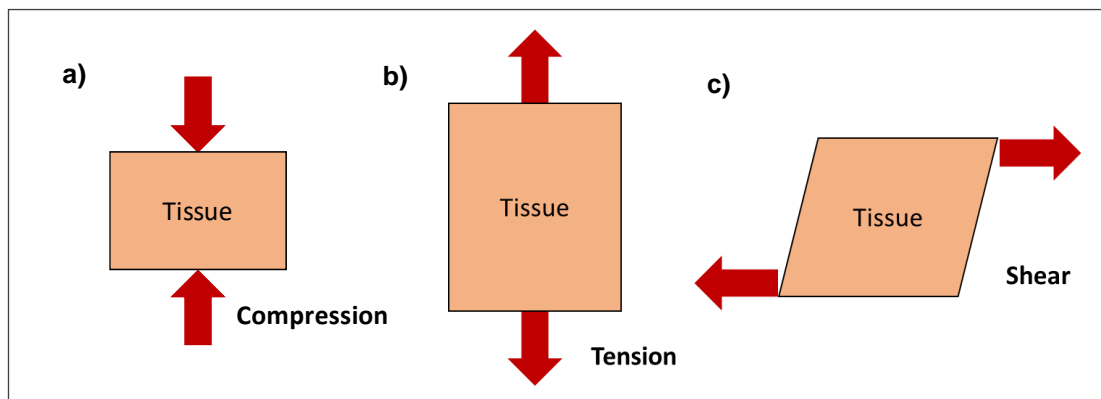 a)
Tissue
Compression
b)
Tissue
Tension
c)
Tissue
Shear